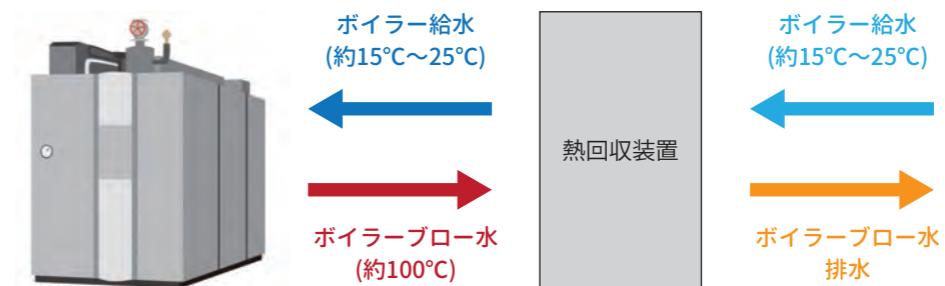 ボイラー給水
(約15℃～25℃)
ボイラーブロー水
(約100℃)
熱回収装置
ボイラー給水
(約15℃～25℃)
ボイラーブロー水
排水